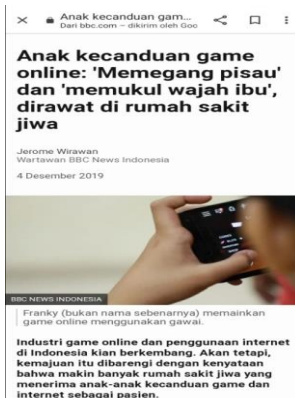 Anak kecanduan gam...
Dari bbc.com – dikirim oleh Goo
Anak kecanduan game
online: 'Memegang pisau'
dan 'memukul wajah ibu',
dirawat di rumah sakit
jiwa
Jerome Wirawan
Wartawan BBC News Indonesia
4 Desember 2019
BBC NEWS INDONESIA
Franky (bukan nama sebenarnya) memainkan
game online menggunakan gawai.
Industri game online dan penggunaan internet
di Indonesia kian berkembang. Akan tetapi,
kemajuan itu dibarengi dengan kenyataan
bahwa makin banyak rumah sakit jiwa yang
menerima anak-anak kecanduan game dan
internet sebagai pasien.